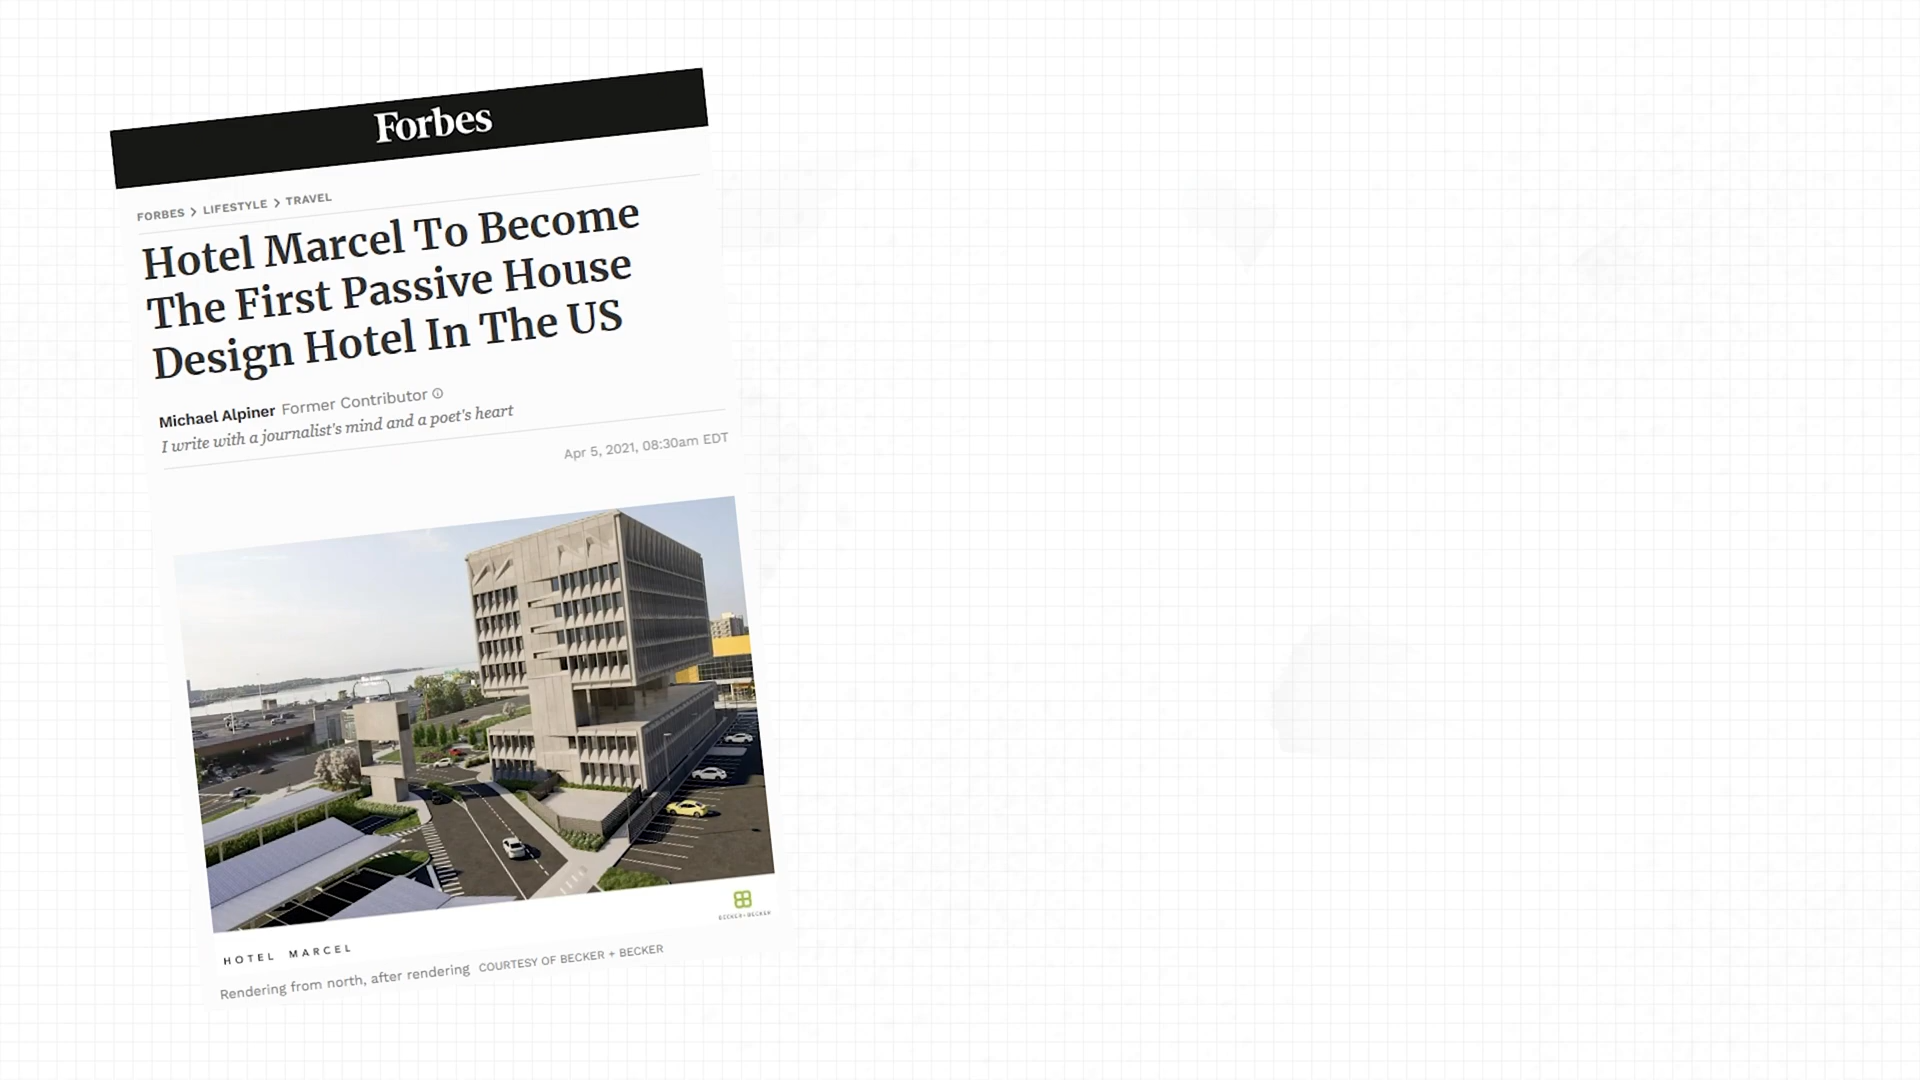 Forbes
FORBES > LIFESTYLE > TRAVEL
Hotel Marcel To Become
The First Passive House
Design Hotel In The US
Michael Alpiner Former Contributor
I write with a journalist's mind and a poet's heart
Apr 5, 2021, 08:30am EDT
BECKER+BECKER
HOTEL MARCEL
Rendering from north, after rendering COURTESY OF BECKER + BECKER